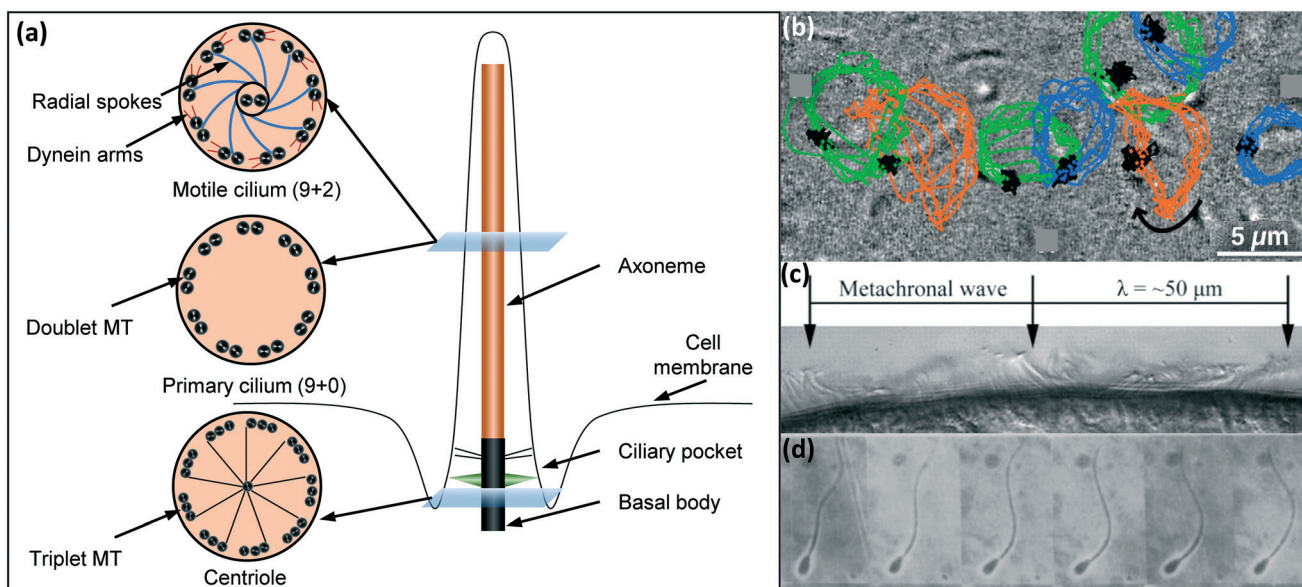 (a)
Radial spokes
Dynein arms
Motile cilium (9+2)
Doublet MT
Primary cilium (9+0)
Triplet MT
Centriole
Axoneme
Cell
membrane
Ciliary pocket
Basal body
(b)
5 µm
(c)
Metachronal wave
λ = ~50 µm
(d)